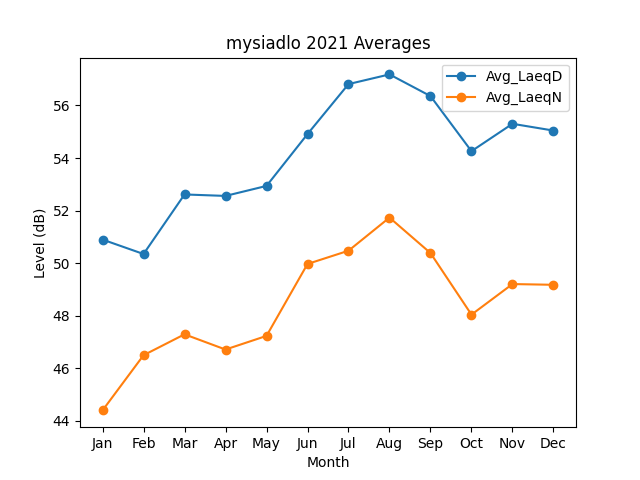 mysiadlo 2021 Averages
Avg_LaeqD
Avg_LaeqN
Level (dB)
56
54
52
50
48
46
44
Jan Feb Mar Apr May Jun Jul Aug Sep Oct Nov Dec
Month